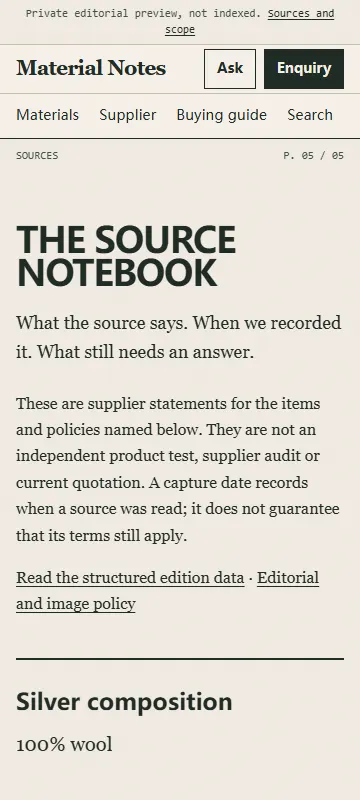 Private editorial preview, not indexed. Sources and
scope
Material Notes
Ask
Enquiry
Materials Supplier Buying guide Search
SOURCES
P. 05 / 05
THE SOURCE
NOTEBOOK
What the source says. When we recorded
it. What still needs an answer.
These are supplier statements for the items
and policies named below. They are not an
independent product test, supplier audit or
current quotation. A capture date records
when a source was read; it does not guarantee
that its terms still apply.
Read the structured edition data · Editorial
and image policy
Silver composition
100% wool